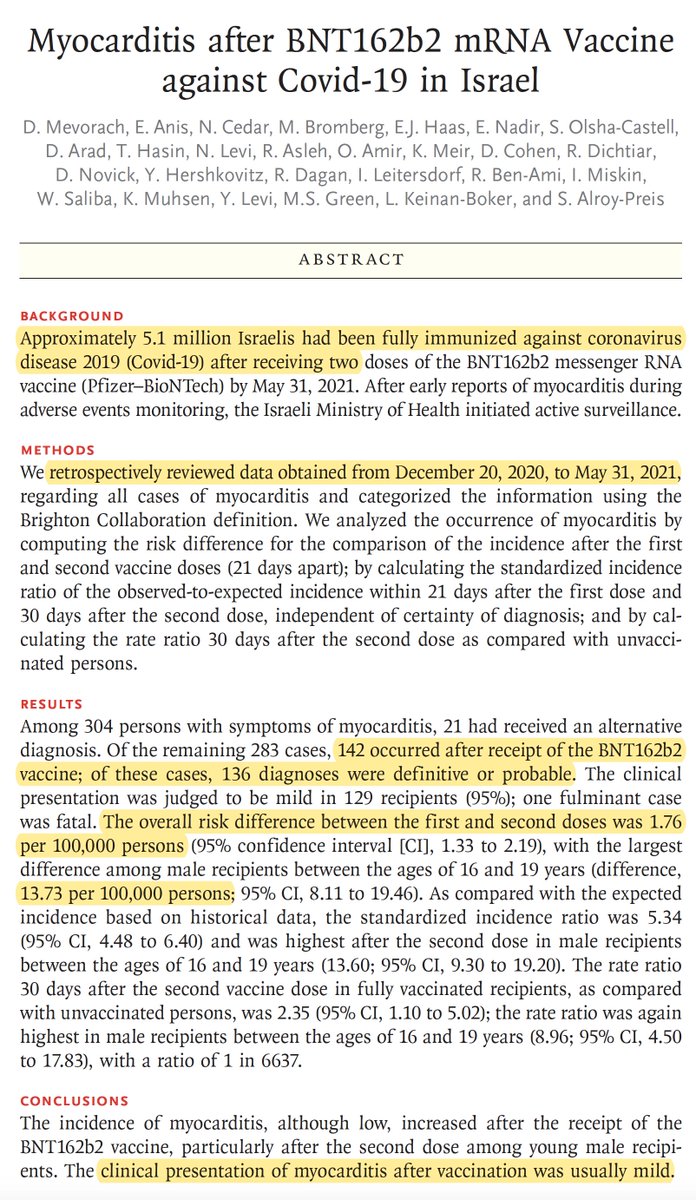 Myocarditis after BNT162b2 mRNA Vaccine
against Covid-19 in Israel
D. Mevorach, E. Anis, N. Cedar, M. Bromberg, E.J. Haas, E. Nadir, S. Olsha-Castell,
D. Arad, T. Hasin, N. Levi, R. Asleh, O. Amir, K. Meir, D. Cohen, R. Dichtiar,
D. Novick, Y. Hershkovitz, R. Dagan, I. Leitersdorf, R. Ben-Ami, I. Miskin,
W. Saliba, K. Muhsen, Y. Levi, M.S. Green, L. Keinan-Boker, and S. Alroy-Preis
ABSTRACT
BACKGROUND
Approximately 5.1 million Israelis had been fully immunized against coronavirus
disease 2019 (Covid-19) after receiving two doses of the BNT162b2 messenger RNA
vaccine (Pfizer–BioNTech) by May 31, 2021. After early reports of myocarditis during
adverse events monitoring, the Israeli Ministry of Health initiated active surveillance.
METHODS
We retrospectively reviewed data obtained from December 20, 2020, to May 31, 2021,
regarding all cases of myocarditis and categorized the information using the
Brighton Collaboration definition. We analyzed the occurrence of myocarditis by
computing the risk difference for the comparison of the incidence after the first
and second vaccine doses (21 days apart); by calculating the standardized incidence
ratio of the observed-to-expected incidence within 21 days after the first dose and
30 days after the second dose, independent of certainty of diagnosis; and by cal-
culating the rate ratio 30 days after the second dose as compared with unvacci-
nated persons.
RESULTS
Among 304 persons with symptoms of myocarditis, 21 had received an alternative
diagnosis. Of the remaining 283 cases, 142 occurred after receipt of the BNT162b2
vaccine; of these cases, 136 diagnoses were definitive or probable. The clinical
presentation was judged to be mild in 129 recipients (95%); one fulminant case
was fatal. The overall risk difference between the first and second doses was 1.76
per 100,000 persons (95% confidence interval [CI], 1.33 to 2.19), with the largest
difference among male recipients between the ages of 16 and 19 years (difference,
13.73 per 100,000 persons; 95% CI, 8.11 to 19.46). As compared with the expected
incidence based on historical data, the standardized incidence ratio was 5.34
(95% CI, 4.48 to 6.40) and was highest after the second dose in male recipients
between the ages of 16 and 19 years (13.60; 95% CI, 9.30 to 19.20). The rate ratio
30 days after the second vaccine dose in fully vaccinated recipients, as compared
with unvaccinated persons, was 2.35 (95% CI, 1.10 to 5.02); the rate ratio was again
highest in male recipients between the ages of 16 and 19 years (8.96; 95% CI, 4.50
to 17.83), with a ratio of 1 in 6637.
CONCLUSIONS
The incidence of myocarditis, although low, increased after the receipt of the
BNT162b2 vaccine, particularly after the second dose among young male recipi-
ents. The clinical presentation of myocarditis after vaccination was usually mild.